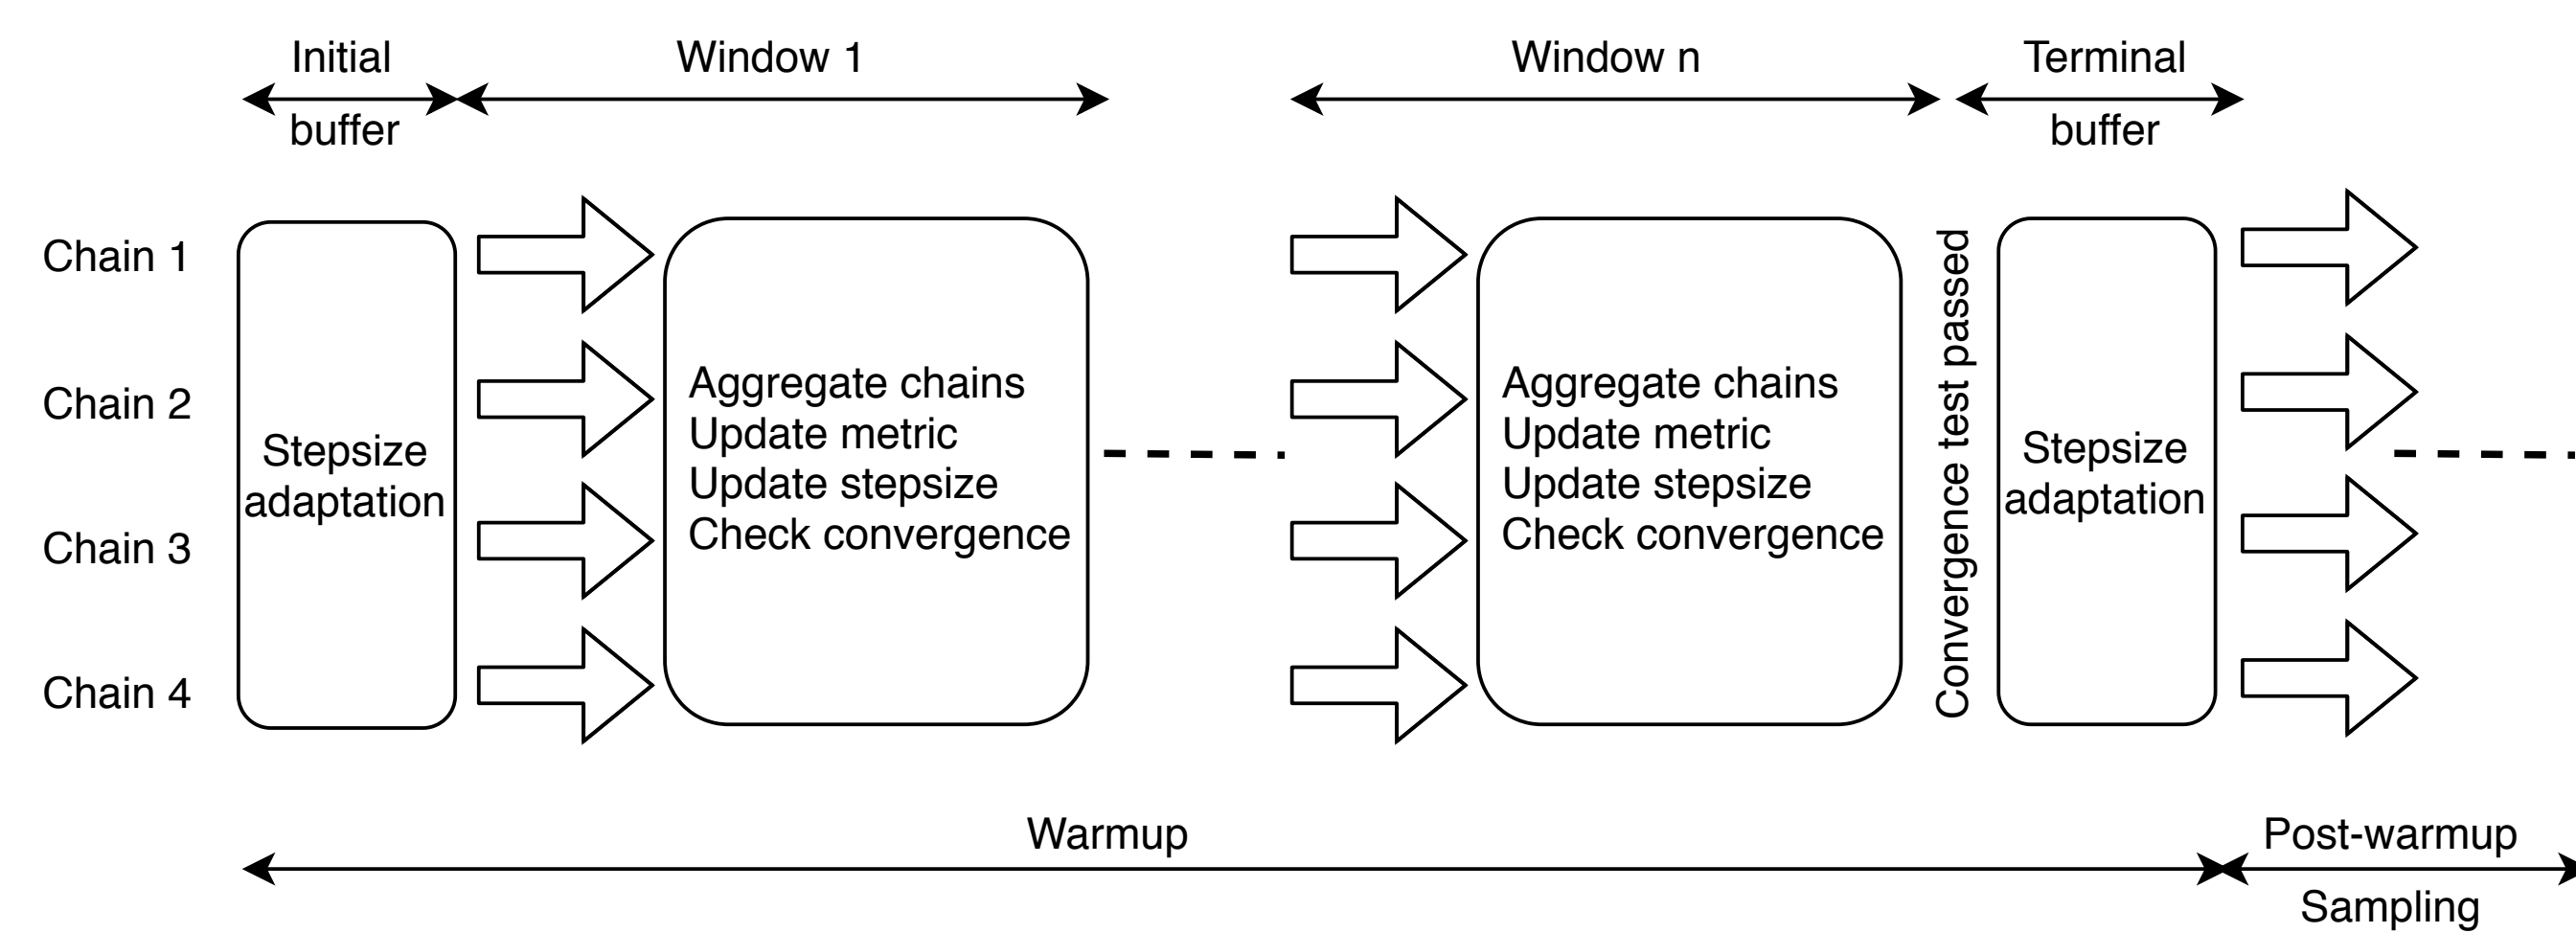 Initial
buffer
Window 1
Window n
Terminal
buffer
Chain 1
Chain 2
Chain 3
Chain 4
Stepsize
adaptation
Aggregate chains
Update metric
Update stepsize
Check convergence
Aggregate chains
Update metric
Update stepsize
Check convergence
Convergence test passed
Stepsize
adaptation
Warmup
Post-warmup
Sampling